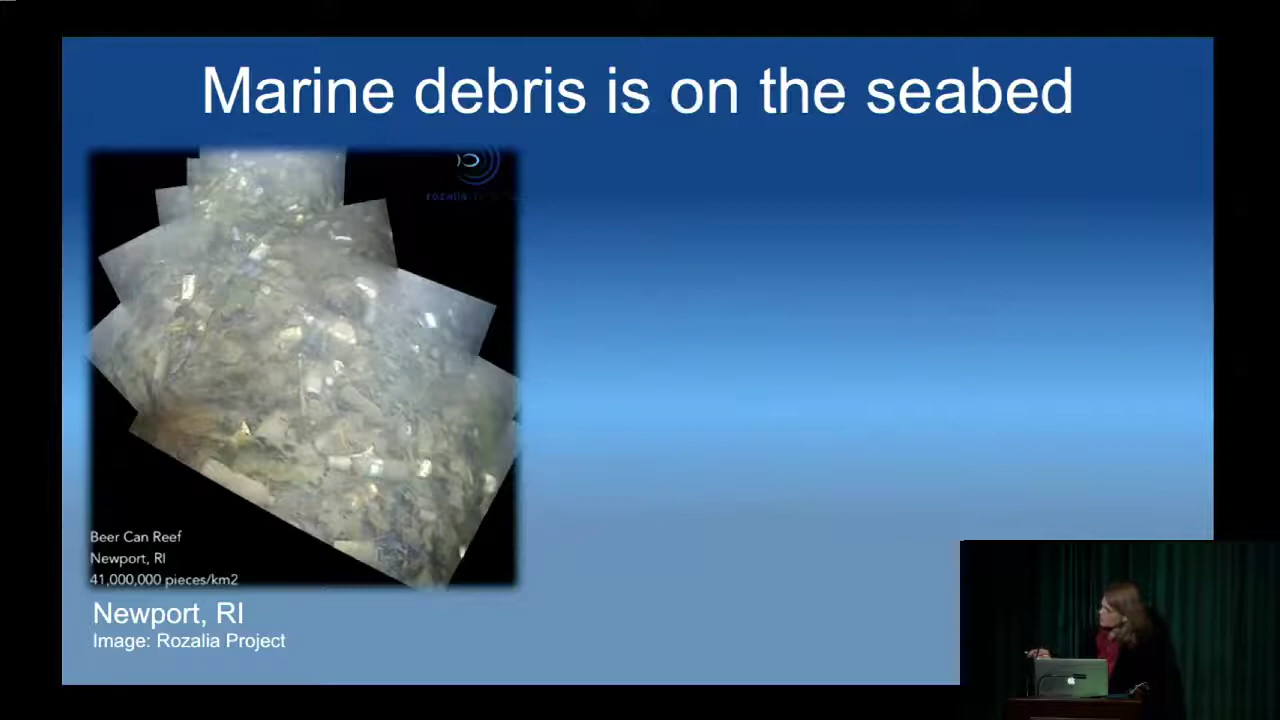 Marine debris is on the seabed
rozalia
Beer Can Reef
Newport, RI
41,000,000 pieces/km2
Newport, RI
Image: Rozalia Project